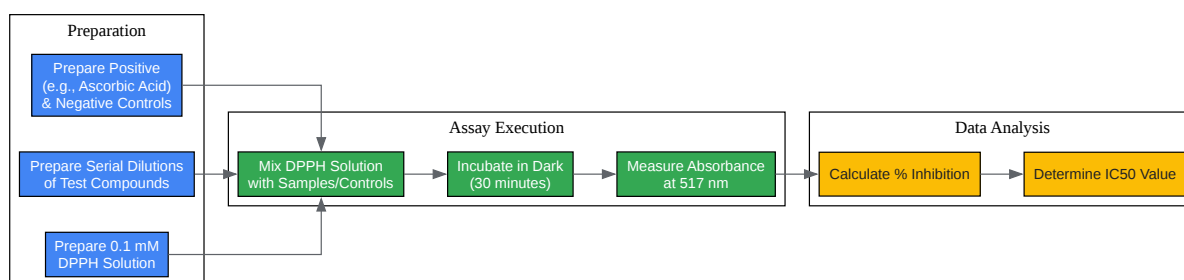 Preparation
Prepare Positive
(e.g., Ascorbic Acid)
& Negative Controls
Prepare Serial Dilutions
of Test Compounds
Prepare 0.1 mM
DPPH Solution
Assay Execution
Mix DPPH Solution
with Samples/Controls
Incubate in Dark
(30 minutes)
Measure Absorbance
at 517 nm
Data Analysis
Calculate % Inhibition
Determine IC50 Value